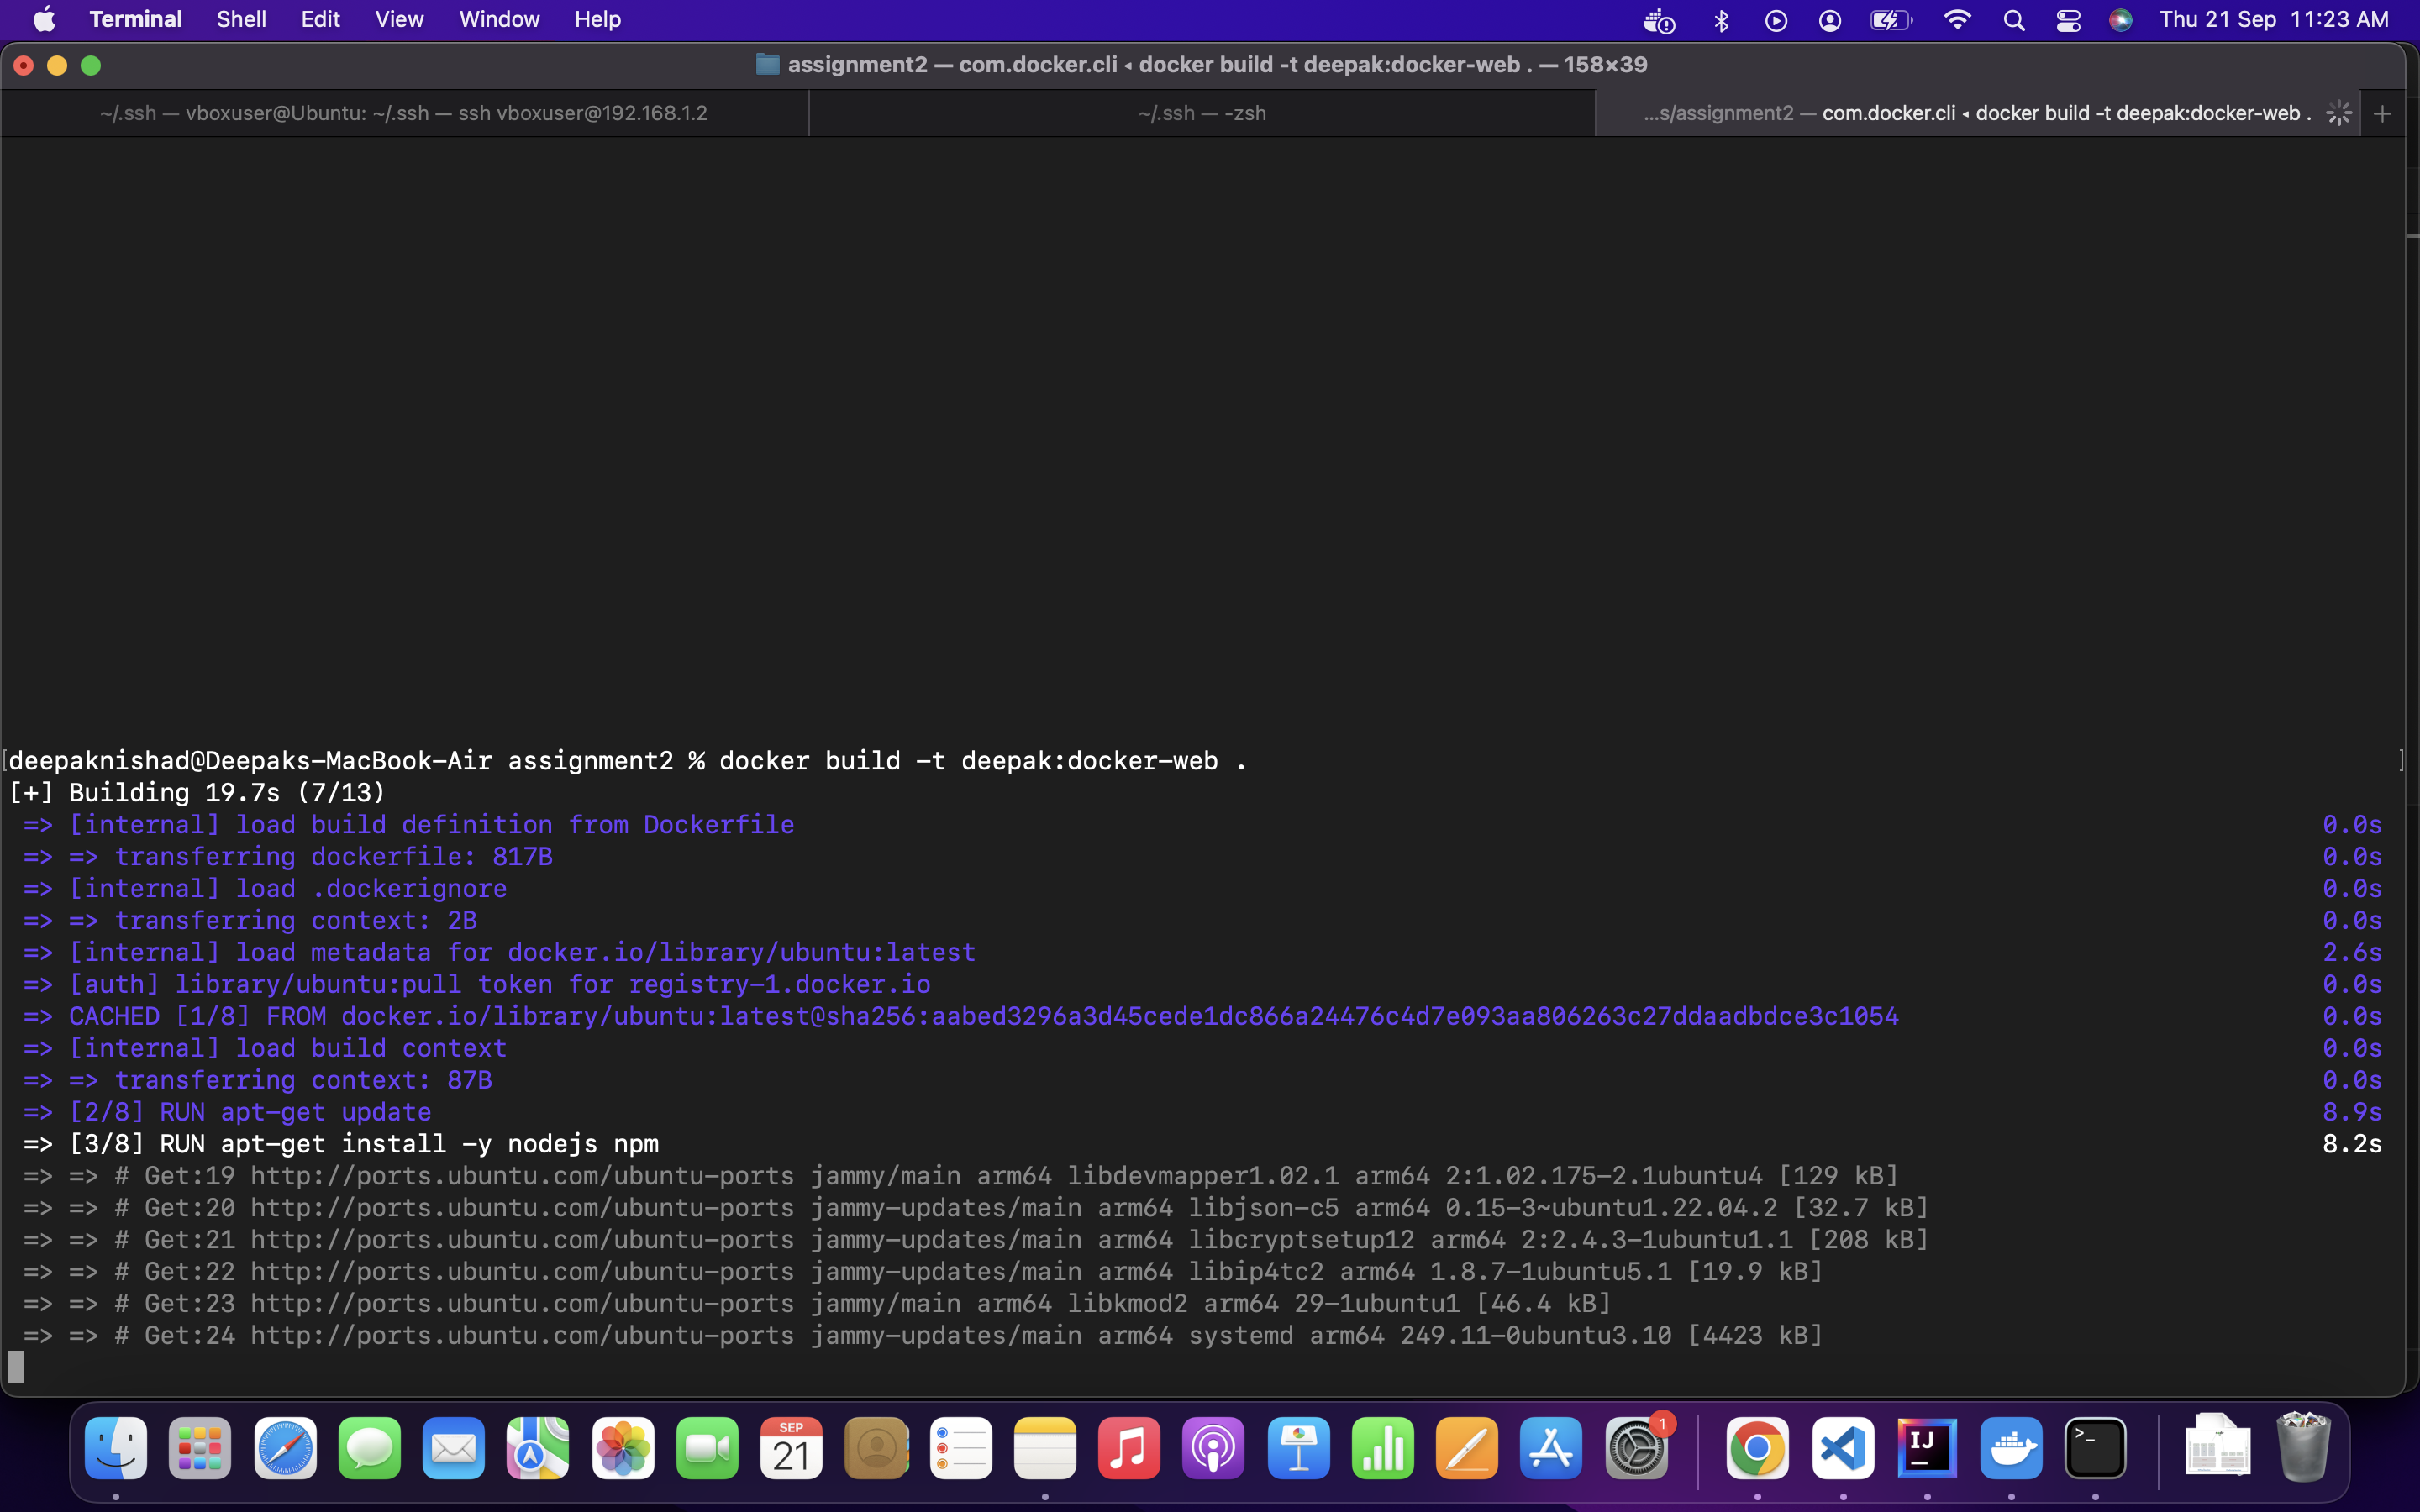 Terminal Shell Edit View Window Help Thu 21 Sep 11:23 AM
assignment2 — com.docker.cli ◂ docker build -t deepak:docker-web . — 158×39
~/.ssh — vboxuser@Ubuntu: ~/.ssh — ssh vboxuser@192.168.1.2 ~/.ssh — -zsh ...s/assignment2 — com.docker.cli ◂ docker build -t deepak:docker-web . +
[deepaknishad@Deepaks-MacBook-Air assignment2 % docker build -t deepak:docker-web . ]
[+] Building 19.7s (7/13)
=> [internal] load build definition from Dockerfile 0.0s
=> => transferring dockerfile: 817B 0.0s
=> [internal] load .dockerignore 0.0s
=> => transferring context: 2B 0.0s
=> [internal] load metadata for docker.io/library/ubuntu:latest 2.6s
=> [auth] library/ubuntu:pull token for registry-1.docker.io 0.0s
=> CACHED [1/8] FROM docker.io/library/ubuntu:latest@sha256:aabed3296a3d45cede1dc866a24476c4d7e093aa806263c27ddaadbdce3c1054 0.0s
=> [internal] load build context 0.0s
=> => transferring context: 87B 0.0s
=> [2/8] RUN apt-get update 8.9s
=> [3/8] RUN apt-get install -y nodejs npm 8.2s
=> => # Get:19 http://ports.ubuntu.com/ubuntu-ports jammy/main arm64 libdevmapper1.02.1 arm64 2:1.02.175-2.1ubuntu4 [129 kB]
=> => # Get:20 http://ports.ubuntu.com/ubuntu-ports jammy-updates/main arm64 libjson-c5 arm64 0.15-3~ubuntu1.22.04.2 [32.7 kB]
=> => # Get:21 http://ports.ubuntu.com/ubuntu-ports jammy-updates/main arm64 libcryptsetup12 arm64 2:2.4.3-1ubuntu1.1 [208 kB]
=> => # Get:22 http://ports.ubuntu.com/ubuntu-ports jammy-updates/main arm64 libip4tc2 arm64 1.8.7-1ubuntu5.1 [19.9 kB]
=> => # Get:23 http://ports.ubuntu.com/ubuntu-ports jammy/main arm64 libkmod2 arm64 29-1ubuntu1 [46.4 kB]
=> => # Get:24 http://ports.ubuntu.com/ubuntu-ports jammy-updates/main arm64 systemd arm64 249.11-0ubuntu3.10 [4423 kB]
SEP
21
1
IJ
>_